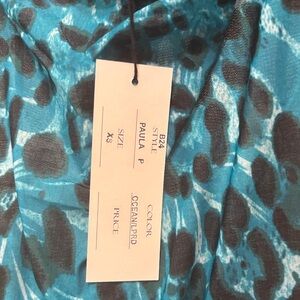 B24
STYLE
PAULA P
SIZE
XS
COLOR
OCEANLPRD
PRICE